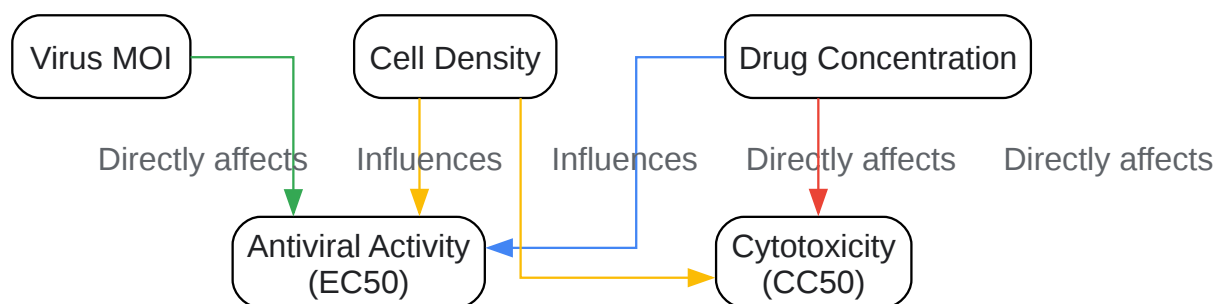 Virus MOI
Cell Density
Drug Concentration
Directly affects
Influences
Influences
Directly affects
Directly affects
Antiviral Activity
(EC50)
Cytotoxicity
(CC50)